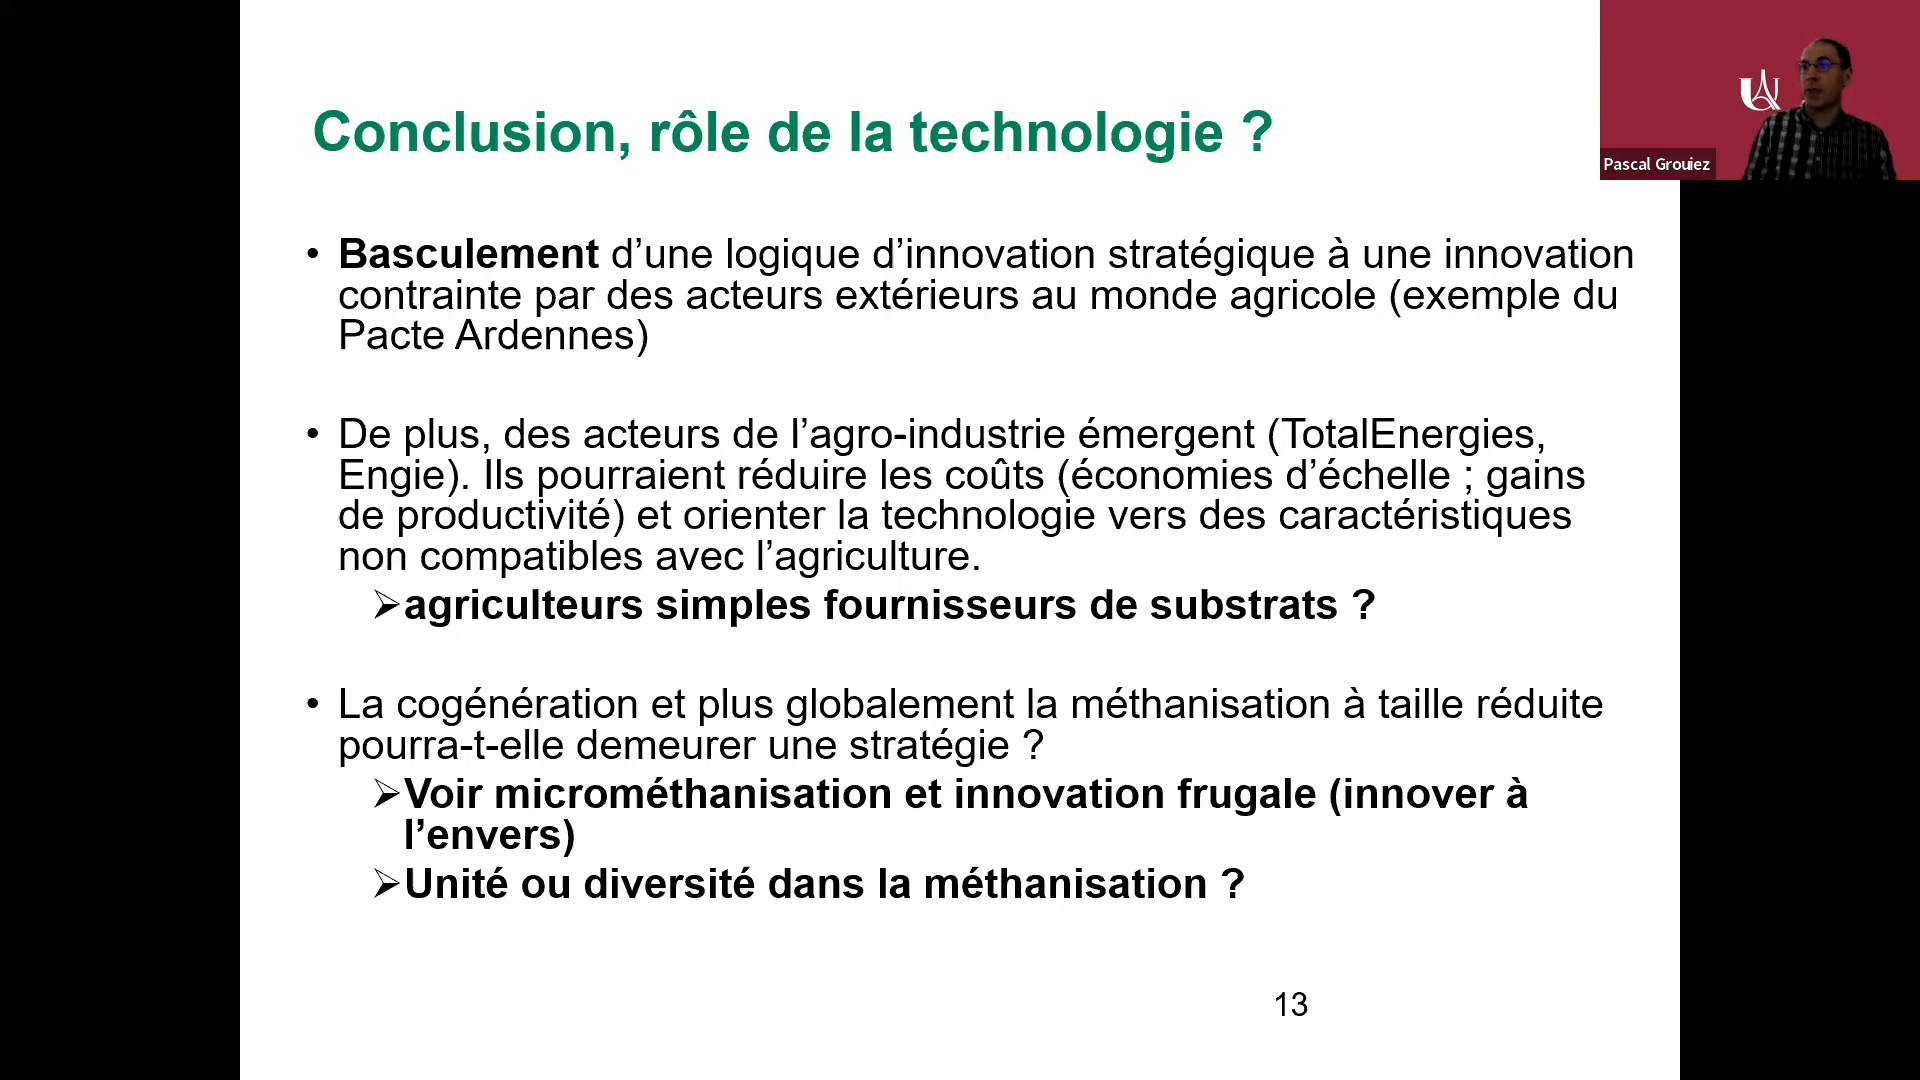 Conclusion, rôle de la technologie ?
Pascal Grouiez
• Basculement d’une logique d’innovation stratégique à une innovation
contrainte par des acteurs extérieurs au monde agricole (exemple du
Pacte Ardennes)
• De plus, des acteurs de l’agro-industrie émergent (TotalEnergies,
Engie). Ils pourraient réduire les coûts (économies d’échelle ; gains
de productivité) et orienter la technologie vers des caractéristiques
non compatibles avec l’agriculture.
➢agriculteurs simples fournisseurs de substrats ?
• La cogénération et plus globalement la méthanisation à taille réduite
pourra-t-elle demeurer une stratégie ?
➢Voir microméthanisation et innovation frugale (innover à
l’envers)
➢Unité ou diversité dans la méthanisation ?
13